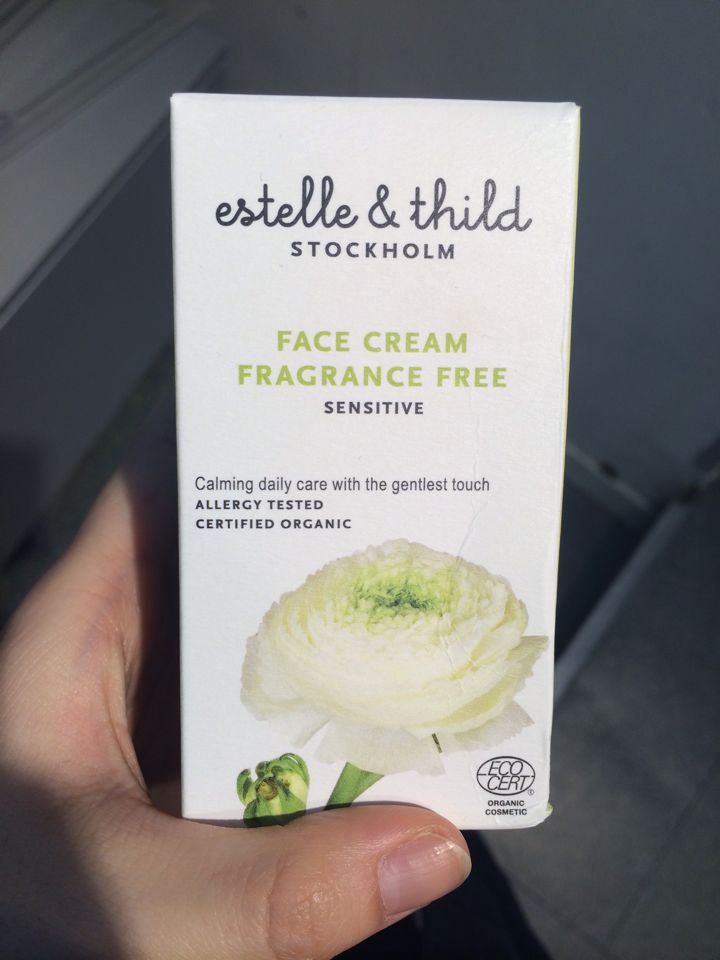 estelle & thild
STOCKHOLM
FACE CREAM
FRAGRANCE FREE
SENSITIVE
Calming daily care with the gentlest touch
ALLERGY TESTED
CERTIFIED ORGANIC
ECO
CERT®
ORGANIC
COSMETIC